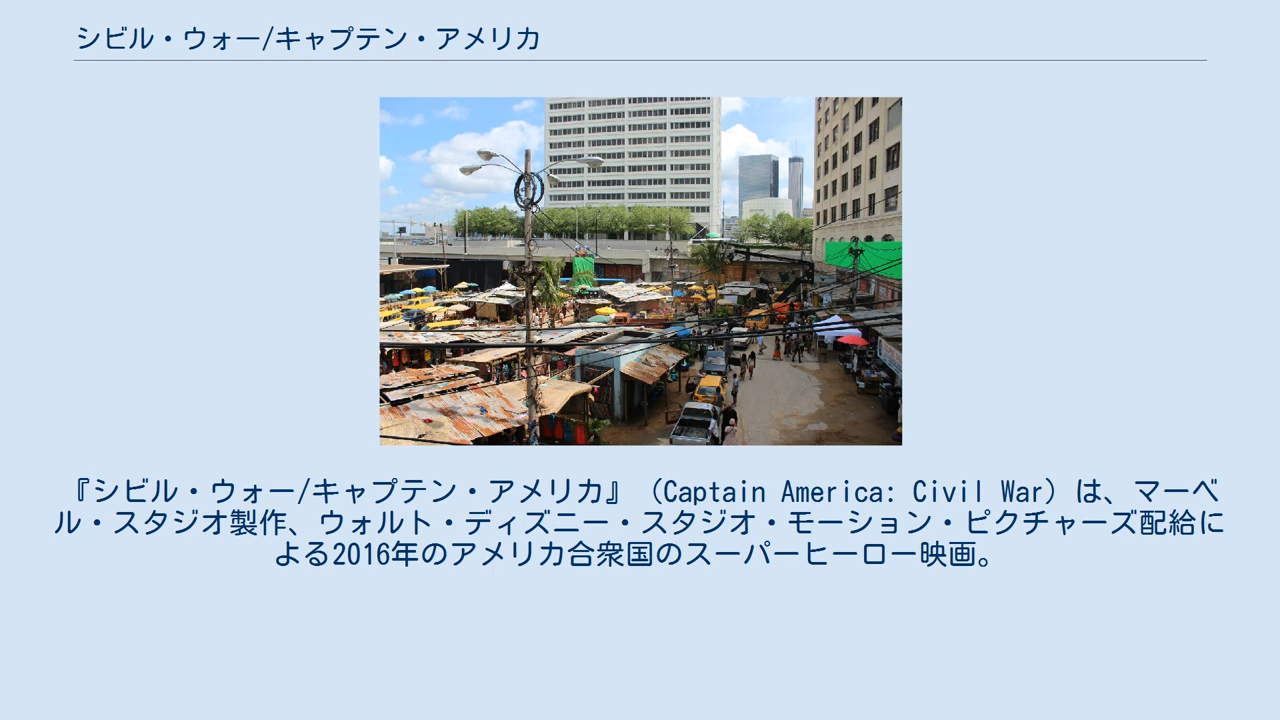 シビル・ウォー/キャプテン・アメリカ
『シビル・ウォー/キャプテン・アメリカ』（Captain America: Civil War）は、マーベ
ル・スタジオ製作、ウォルト・ディズニー・スタジオ・モーション・ピクチャーズ配給に
よる2016年のアメリカ合衆国のスーパーヒーロー映画。